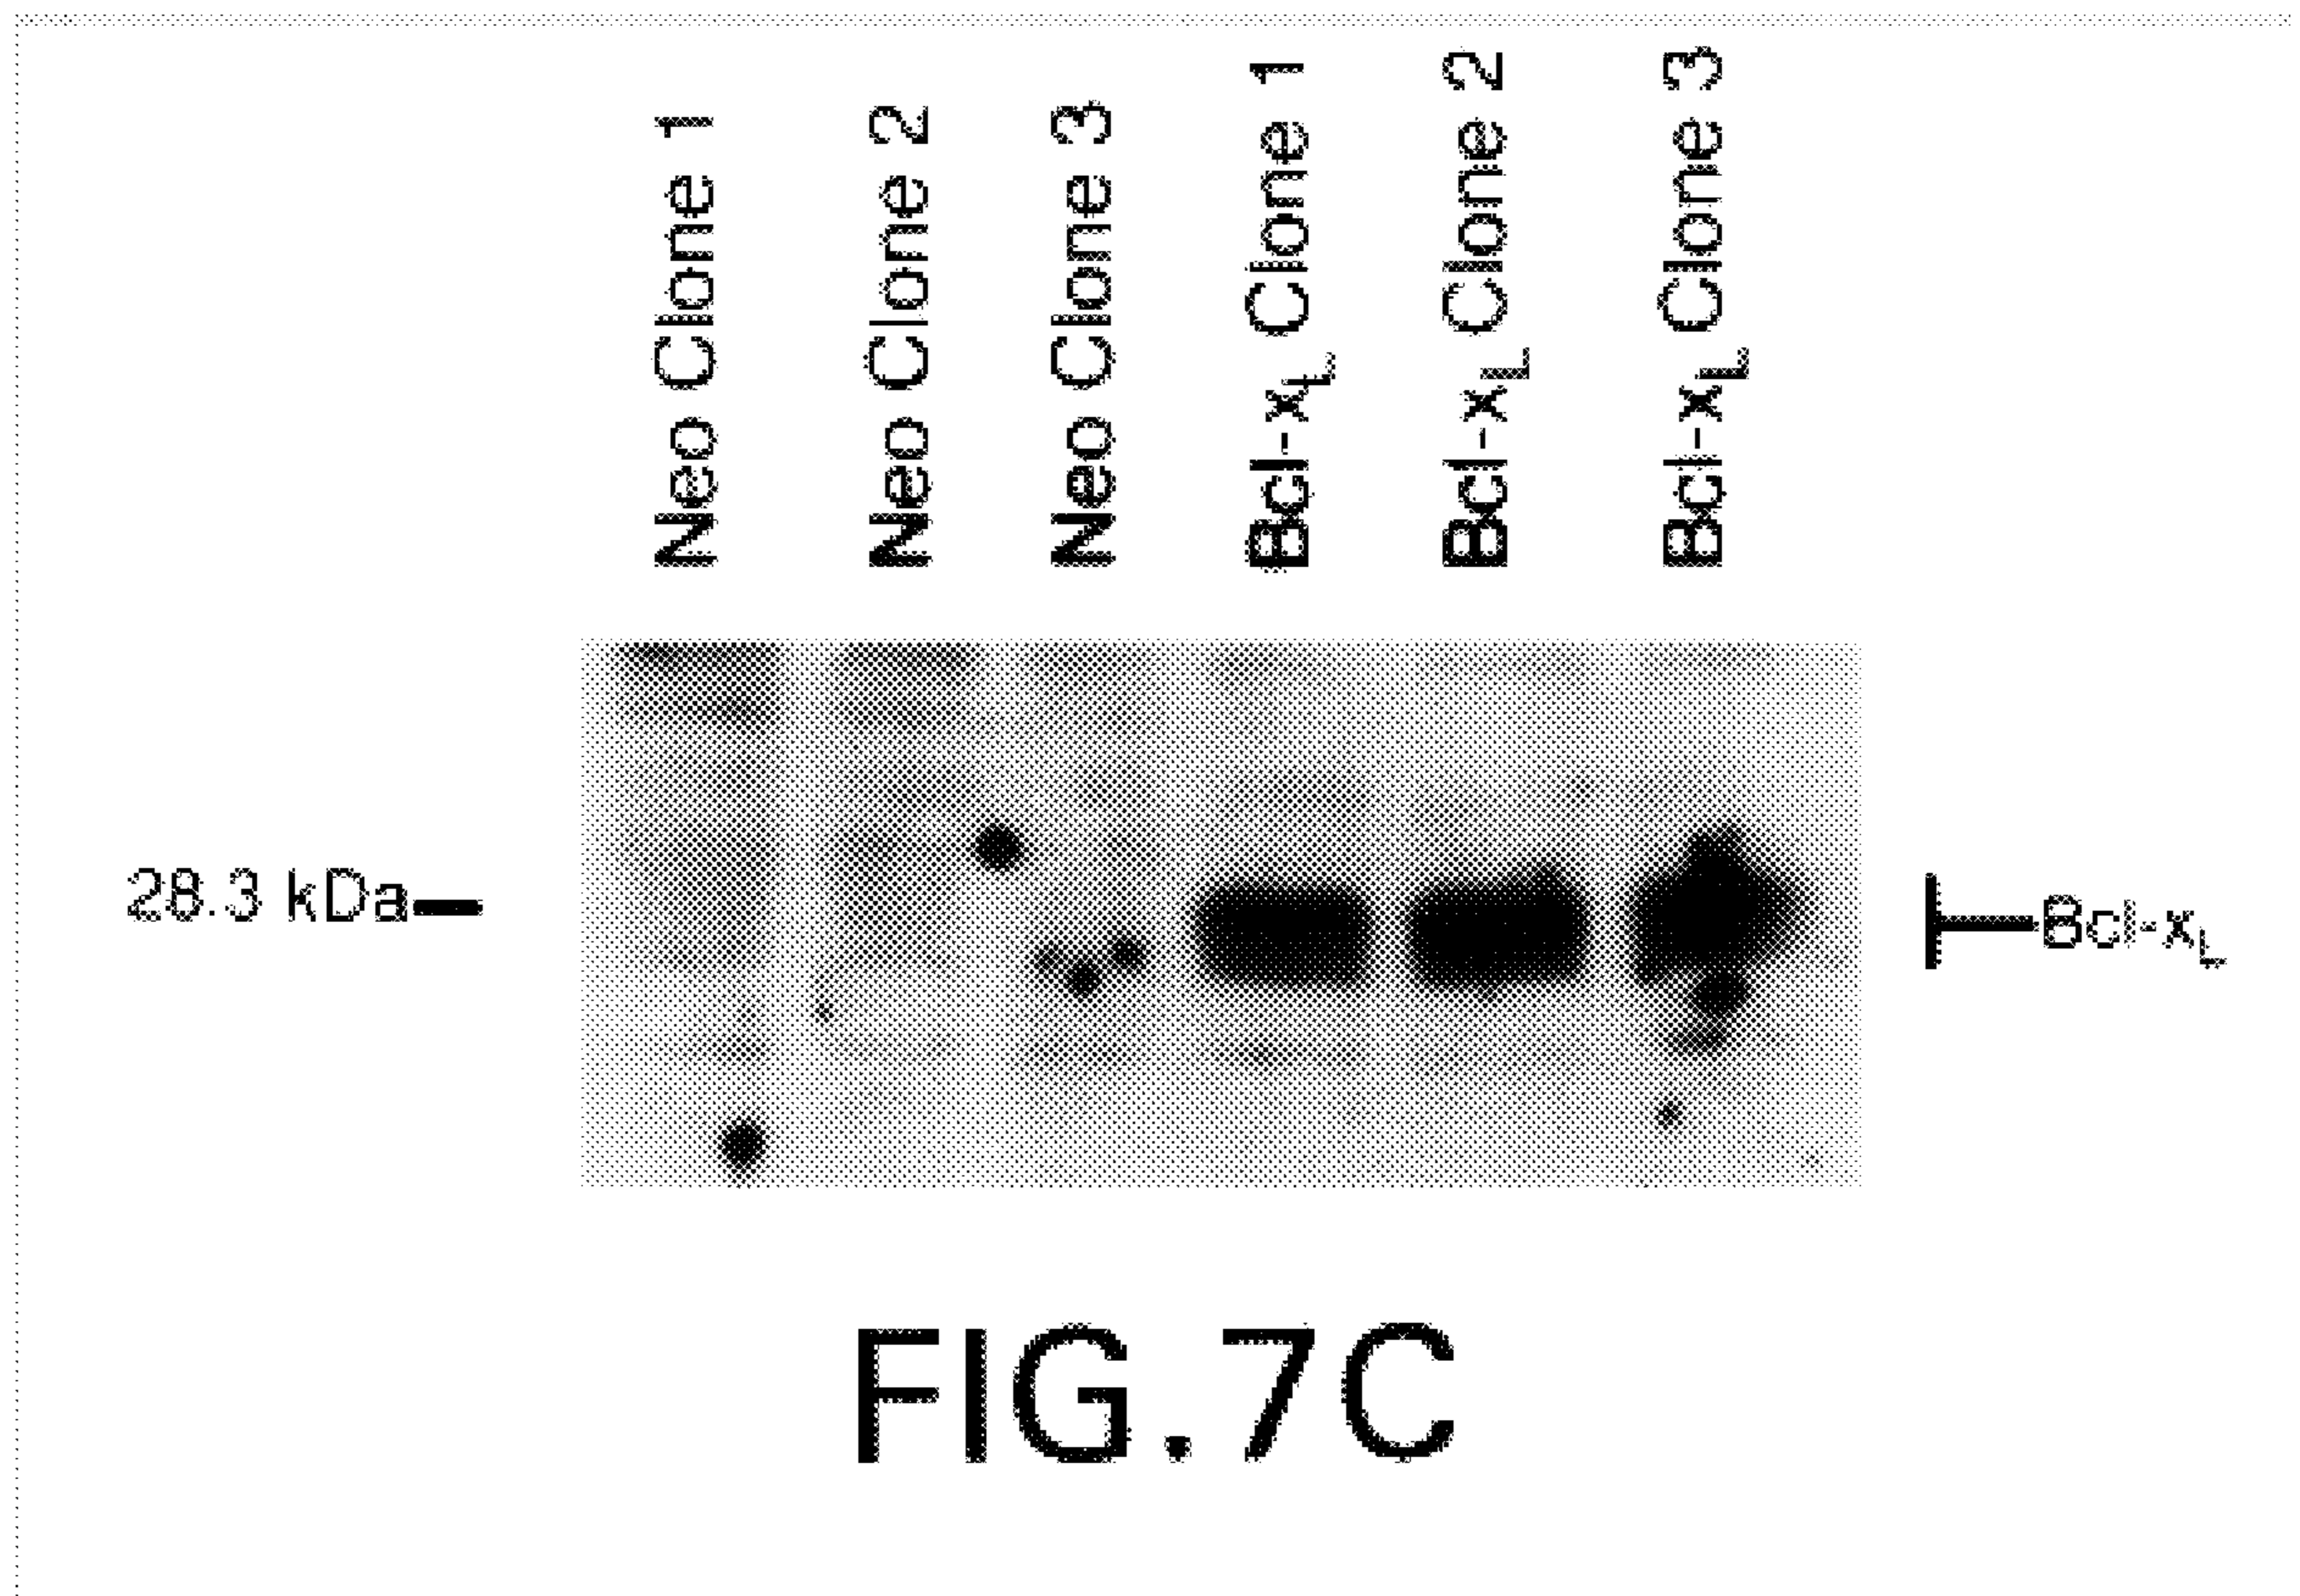 Neo Clone 1
Neo Clone 2
Neo Clone 3
Bcl-xL Clone 1
Bcl-xL Clone 2
Bcl-xL Clone 3
28.3 kDa
Bcl-xL
FIG.7C